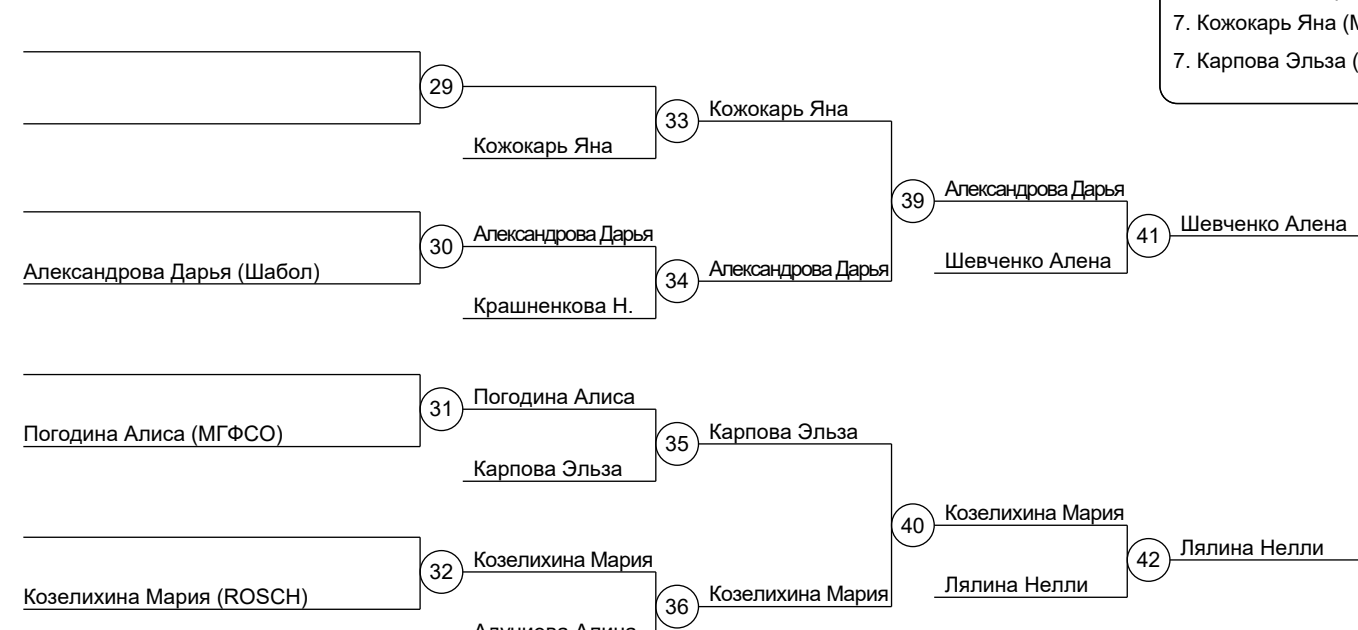 7. Кожокарь Яна (
7. Карпова Эльза (
29
Кожокарь Яна
33
Кожокарь Яна
Александрова Дарья (Шабол)
30
Александрова Дарья
Крашненкова Н.
34
Александрова Дарья
39
Александрова Дарья
Шевченко Алена
41
Шевченко Алена
Погодина Алиса (МГФСО)
31
Погодина Алиса
Карпова Эльза
35
Карпова Эльза
Козелихина Мария (ROSCH)
32
Козелихина Мария
36
Козелихина Мария
40
Козелихина Мария
Лялина Нелли
42
Лялина Нелли